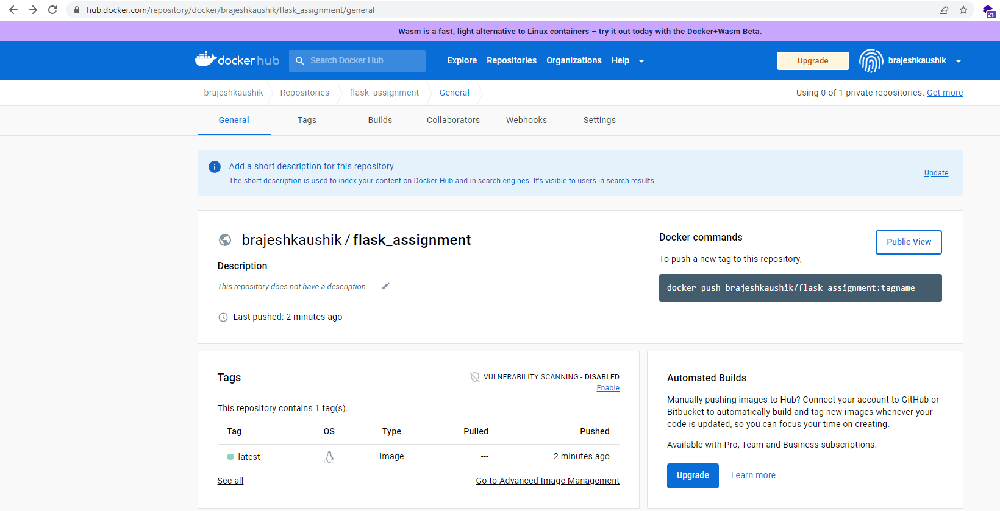 hub.docker.com/repository/docker/brajeshkaushik/flask_assignment/general
21
Wasm is a fast, light alternative to Linux containers – try it out today with the Docker+Wasm Beta.
docker hub
Search Docker Hub
Explore Repositories Organizations Help
Upgrade
brajeshkaushik
brajeshkaushik Repositories flask_assignment General
Using 0 of 1 private repositories. Get more
General Tags Builds Collaborators Webhooks Settings
Add a short description for this repository
The short description is used to index your content on Docker Hub and in search engines. It's visible to users in search results.
Update
brajeshkaushik / flask_assignment
Description
This repository does not have a description
Last pushed: 2 minutes ago
Docker commands
Public View
To push a new tag to this repository,
docker push brajeshkaushik/flask_assignment:tagname
Tags
VULNERABILITY SCANNING - DISABLED
Enable
This repository contains 1 tag(s).
Tag OS Type Pulled Pushed
latest Image --- 2 minutes ago
See all
Go to Advanced Image Management
Automated Builds
Manually pushing images to Hub? Connect your account to GitHub or
Bitbucket to automatically build and tag new images whenever your
code is updated, so you can focus your time on creating.
Available with Pro, Team and Business subscriptions.
Upgrade
Learn more